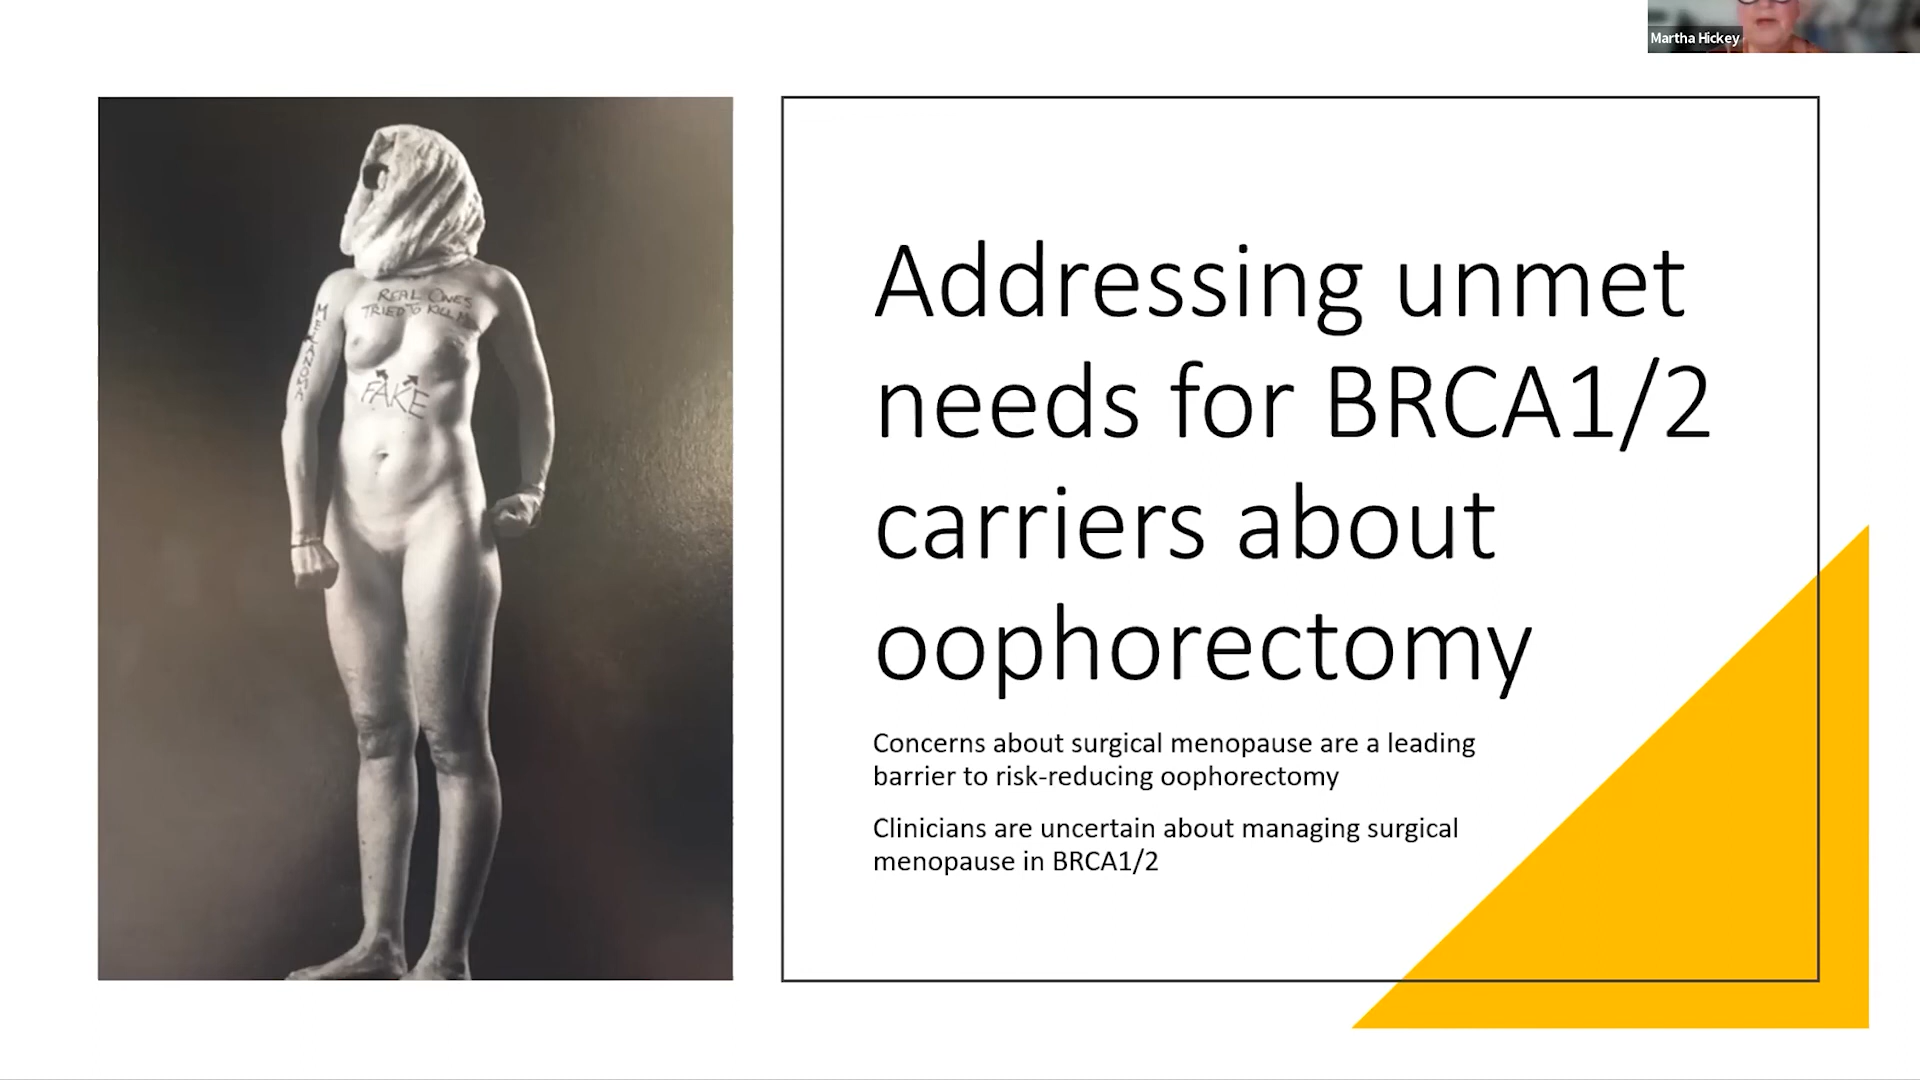 Martha Hickey
REAL ONES
TRIED TO KILL ME
MELANOMA
FAKE
Addressing unmet
needs for BRCA1/2
carriers about
oophorectomy
Concerns about surgical menopause are a leading
barrier to risk-reducing oophorectomy
Clinicians are uncertain about managing surgical
menopause in BRCA1/2